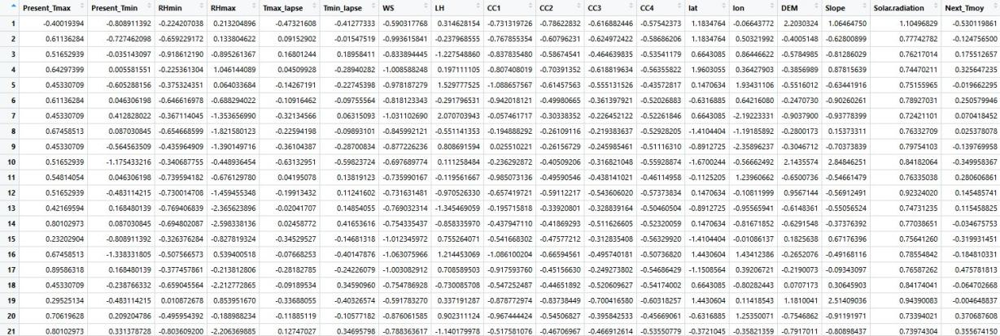 Present_Tmax Present_Tmin RHmin RHmax Tmax_lapse Tmin_lapse WS LH CC1 CC2 CC3 CC4 lat lon DEM Slope Solar.radiation Next_Tmoy
1 -0.40019394 -0.808911392 -0.224207038 0.213204896 -0.47321608 -0.41277333 -0.590317768 0.314628154 -0.731319726 -0.78622832 -0.616882446 -0.57542373 1.1834764 -0.06643772 2.2030324 1.06464750 1.10496829 -0.530119861
2 0.61136284 -0.727462098 -0.659229172 0.133804622 0.09152902 -0.01547519 -0.993615841 -0.237968555 -0.767855354 -0.60796231 -0.624972422 -0.58686206 1.1834764 0.50321992 -0.4005148 -0.62800899 0.77742782 -0.124756500
3 0.51652939 -0.035143097 -0.918612190 -0.895261367 0.16801244 0.18958411 -0.833894445 -1.227548860 -0.837835480 -0.58674541 -0.464639835 -0.53541179 0.6643085 0.86446622 -0.5784985 -0.81286029 0.76217014 0.175512657
4 0.64297399 0.005581551 -0.225361304 1.046144089 0.04509928 -0.28940282 -1.008588248 0.197111105 -0.807408019 -0.70391352 -0.618819634 -0.56355822 1.9603055 0.36427903 -0.3856989 0.87815639 0.74470211 0.325647235
5 0.45330709 -0.605288156 -0.375324351 0.064033684 -0.14267191 -0.22745398 -0.978187279 1.529777525 -1.088657567 -0.61457563 -0.555131526 -0.43572817 0.1470634 1.93431106 -0.5516012 -0.63441916 0.75155965 -0.019662295
6 0.61136284 0.046306198 -0.646616978 -0.688294022 -0.10916462 -0.09755564 -0.818123343 -0.291796531 -0.942018121 -0.49980665 -0.361397921 -0.52026883 -0.6316885 0.64216080 -0.2470730 -0.90260261 0.78927031 0.250579946
7 0.45330709 0.412828022 -0.367114045 -1.353656990 -0.32134566 0.06315093 -1.031102690 2.070703943 -0.057461717 -0.30338352 -0.226452122 -0.52261846 0.6643085 -2.19223331 -0.9037900 -0.93778399 0.72421101 0.070418452
8 0.67458513 0.087030845 -0.654668599 -1.821580123 -0.22594198 -0.09893101 -0.845992121 -0.551141353 -0.194888292 -0.26109116 -0.219383637 -0.52928205 -1.4104404 -1.19185892 -0.2800173 0.15373311 0.76332709 0.025378078
9 0.45330709 -0.564563509 -0.435964909 -1.390149716 -0.36104387 -0.28700834 -0.877226236 0.808691594 0.025510221 -0.26156729 -0.245985461 -0.51116310 -0.8912725 -2.35896237 -0.3046712 -0.70373839 0.79754103 -0.139769958
10 0.51652939 -1.175433216 -0.340687755 -0.448936454 -0.63132951 -0.59823724 -0.697689774 0.111258484 -0.236292872 -0.40509206 -0.316821048 -0.55928874 -1.6700244 -0.56662492 2.1435574 2.84846251 0.84182064 -0.349958367
11 0.54814054 0.046306198 -0.739594182 -0.676129780 0.04195078 0.13819123 -0.735990167 -0.119561667 -0.985073136 -0.49590546 -0.438141021 -0.46114958 -0.1125205 1.23960662 -0.6500736 -0.54661479 0.76335038 0.280606861
12 0.51652939 -0.483114215 -0.730014708 -1.459455348 -0.19913432 0.11241602 -0.731631481 -0.970526330 -0.657419721 -0.59112217 -0.543606020 -0.57373834 0.1470634 -0.10811999 0.9567144 -0.56912491 0.92324020 0.145485741
13 0.42169594 0.168480139 -0.769406839 -2.365623896 -0.02041707 0.14854055 -0.769032314 -1.345469059 -0.195715818 -0.33920801 -0.328839164 -0.50460504 -0.8912725 -0.95565941 -0.6148361 -0.55056524 0.74731235 0.115458825
14 0.80102973 0.087030845 -0.694802087 -2.598338136 0.02458772 0.41653616 -0.754335437 -0.858335970 -0.437947110 -0.41869293 -0.511626605 -0.52320059 0.1470634 -0.81671852 -0.6291548 -0.37376392 0.77038651 -0.034675753
15 0.23202904 -0.808911392 -0.326376284 -0.827819324 -0.34529527 -0.14681318 -1.012345972 0.755264071 -0.541668302 -0.47577212 -0.312835408 -0.56329920 -1.4104404 -0.01086137 0.1825638 0.67176396 0.75641260 -0.319931451
16 0.67458513 -1.338331805 -0.507566573 0.539400518 -0.07668253 -0.40147876 -1.063075966 1.214453069 -1.086100204 -0.66594561 -0.495740181 -0.50736820 1.4430604 1.43412386 -0.2652076 -0.49168116 0.78554842 -0.184810331
17 0.89586318 0.168480139 -0.377457861 -0.213812806 -0.28182785 -0.24226079 -1.003082912 0.708589503 -0.917593760 -0.45156630 -0.249273802 -0.54686429 -1.1508564 0.39206721 -0.2190073 -0.09343097 0.76587262 0.475781813
18 0.45330709 -0.238766332 -0.659045564 -2.212772865 -0.09189534 0.34590960 -0.754786928 -0.730085708 -0.547252487 -0.44651892 -0.520609627 -0.54174002 0.6643085 -0.80282443 0.0707173 0.30645903 0.84174041 -0.064702668
19 0.29525134 -0.483114215 0.010872678 0.853951670 -0.33688055 -0.40326574 -0.591783270 0.337191287 -0.878772974 -0.83738449 -0.700416580 -0.60318257 1.4430604 0.11418543 1.1810041 2.51409036 0.94390083 -0.004648837
20 0.70619628 0.209204786 -0.495954392 -0.188988234 -0.11885119 -0.10577182 -0.876061585 0.902311124 -0.967444424 -0.54506827 -0.395842533 -0.45669061 -0.6316885 1.25350071 -0.7546862 -0.91191971 0.73394021 0.370687608
21 0.80102973 0.331378728 -0.803609200 -2.206369885 0.12747027 0.34695798 -0.788363617 -1.140179978 -0.517581076 -0.46706967 -0.466912614 -0.53550779 -0.3721045 -0.35821359 -0.7917011 -0.80898437 0.73974304 0.355674150